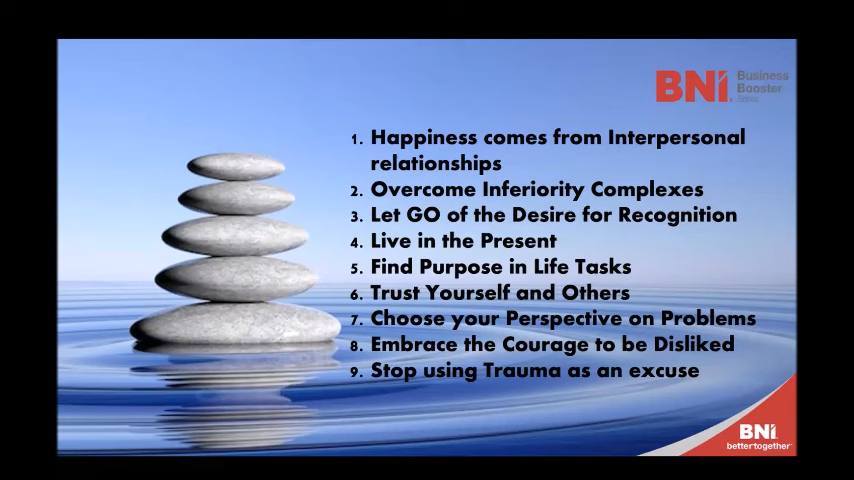 BNI® Business
Booster
Series
1. Happiness comes from Interpersonal
relationships
2. Overcome Inferiority Complexes
3. Let GO of the Desire for Recognition
4. Live in the Present
5. Find Purpose in Life Tasks
6. Trust Yourself and Others
7. Choose your Perspective on Problems
8. Embrace the Courage to be Disliked
9. Stop using Trauma as an excuse
BNI
bettertogether